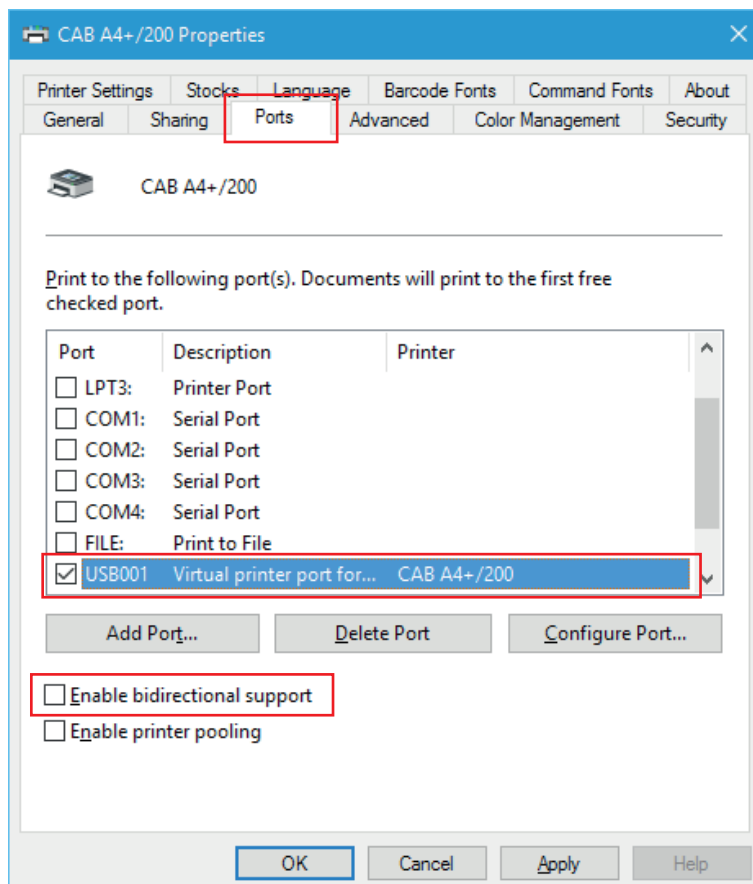 CAB A4+/200 Properties
Printer Settings Stocks Language Barcode Fonts Command Fonts About
General Sharing Ports Advanced Color Management Security
CAB A4+/200
Print to the following port(s). Documents will print to the first free
checked port.
Port Description Printer
LPT3: Printer Port
COM1: Serial Port
COM2: Serial Port
COM3: Serial Port
COM4: Serial Port
FILE: Print to File
USB001 Virtual printer port for... CAB A4+/200
Add Port... Delete Port Configure Port...
Enable bidirectional support
Enable printer pooling
OK Cancel Apply Help